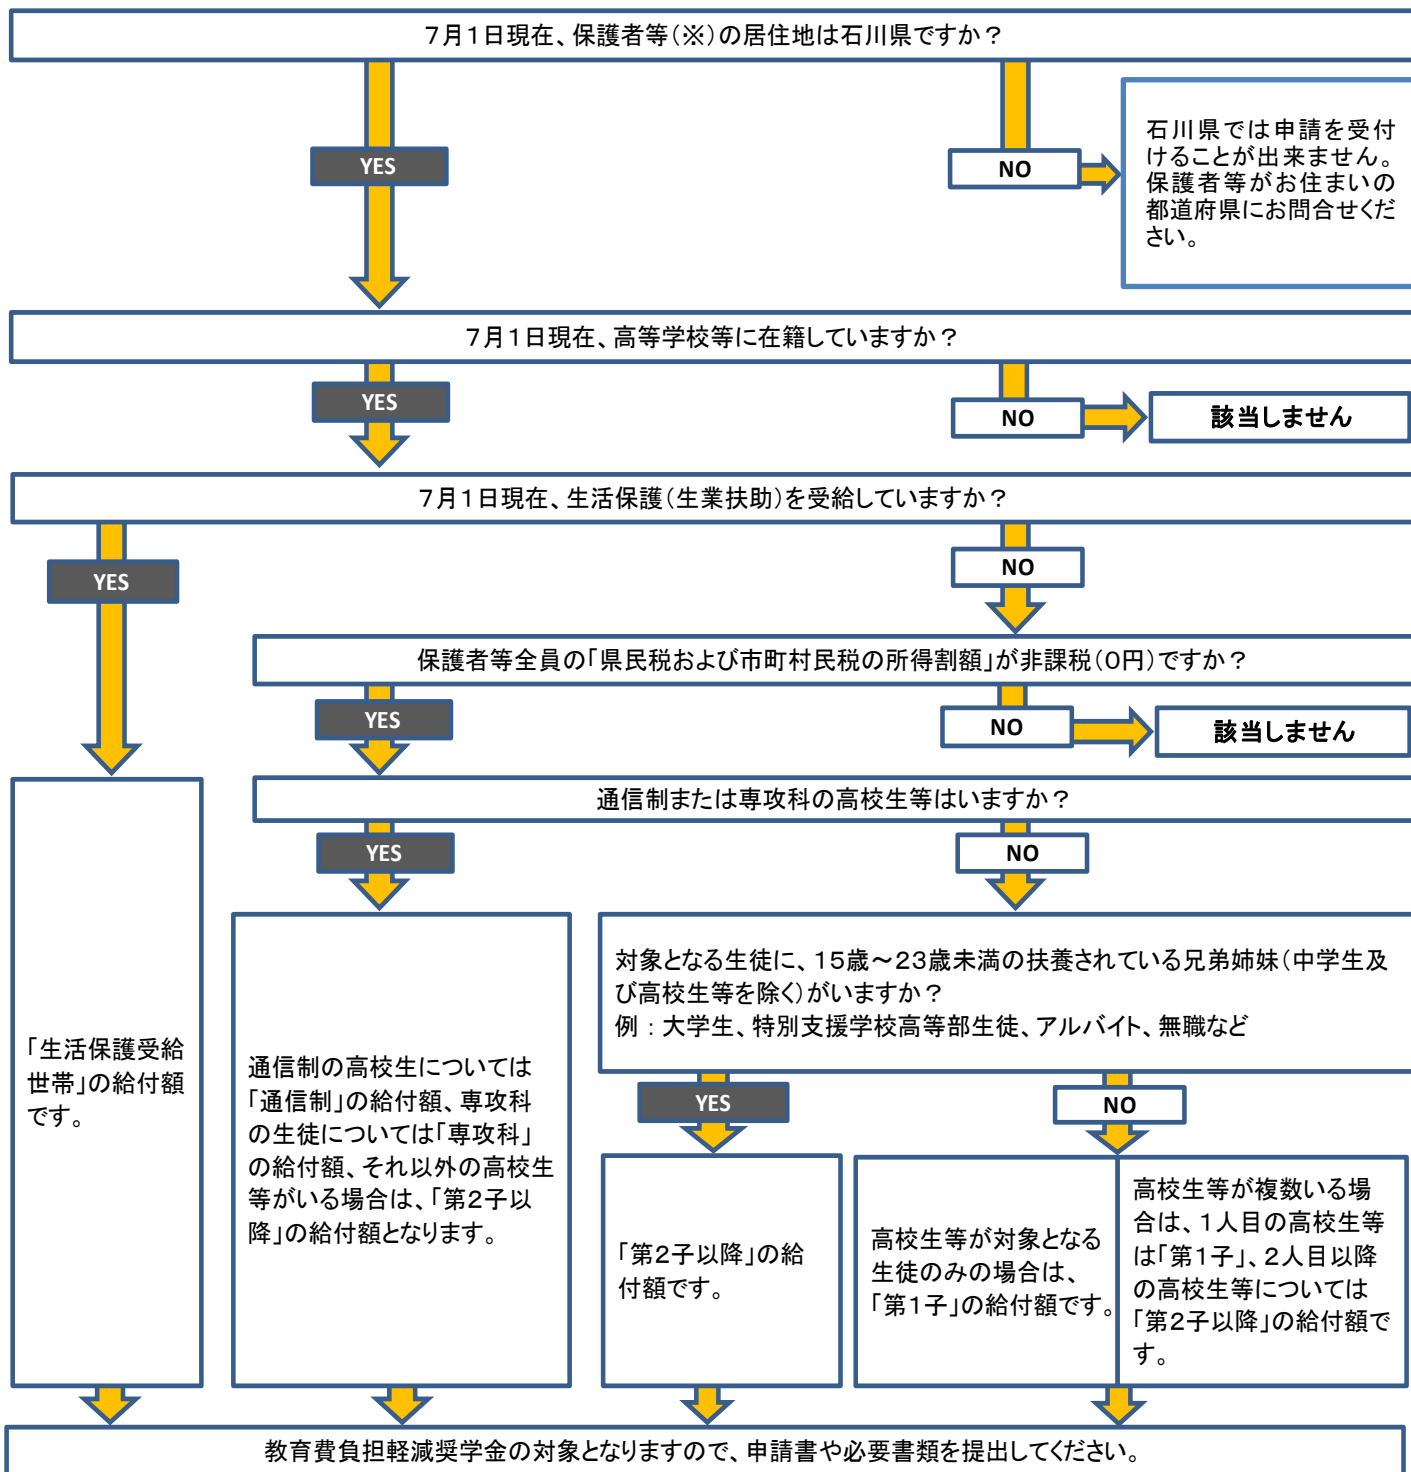 7月1日現在、保護者等(※)の居住地は石川県ですか?
YES
NO
石川県では申請を受付
けることが出来ません。
保護者等がお住まいの
都道府県にお問合せくだ
さい。
7月1日現在、高等学校等に在籍していますか?
YES
NO
該当しません
7月1日現在、生活保護(生業扶助)を受給していますか?
YES
NO
保護者等全員の「県民税および市町村民税の所得割額」が非課税(0円)ですか?
YES
NO
該当しません
通信制または専攻科の高校生等はいますか?
YES
NO
「生活保護受給
世帯」の給付額
です。
通信制の高校生については
「通信制」の給付額、専攻科
の生徒については「専攻科」
の給付額、それ以外の高校生
等がいる場合は、「第2子以
降」の給付額となります。
対象となる生徒に、15歳～23歳未満の扶養されている兄弟姉妹(中学生及
び高校生等を除く)がいますか?
例:大学生、特別支援学校高等部生徒、アルバイト、無職など
YES
NO
「第2子以降」の給
付額です。
高校生等が対象となる
生徒のみの場合は、
「第1子」の給付額です。
高校生等が複数いる場
合は、1人目の高校生等
は「第1子」、2人目以降
の高校生等については
「第2子以降」の給付額で
す。
教育費負担軽減奨学金の対象となりますので、申請書や必要書類を提出してください。